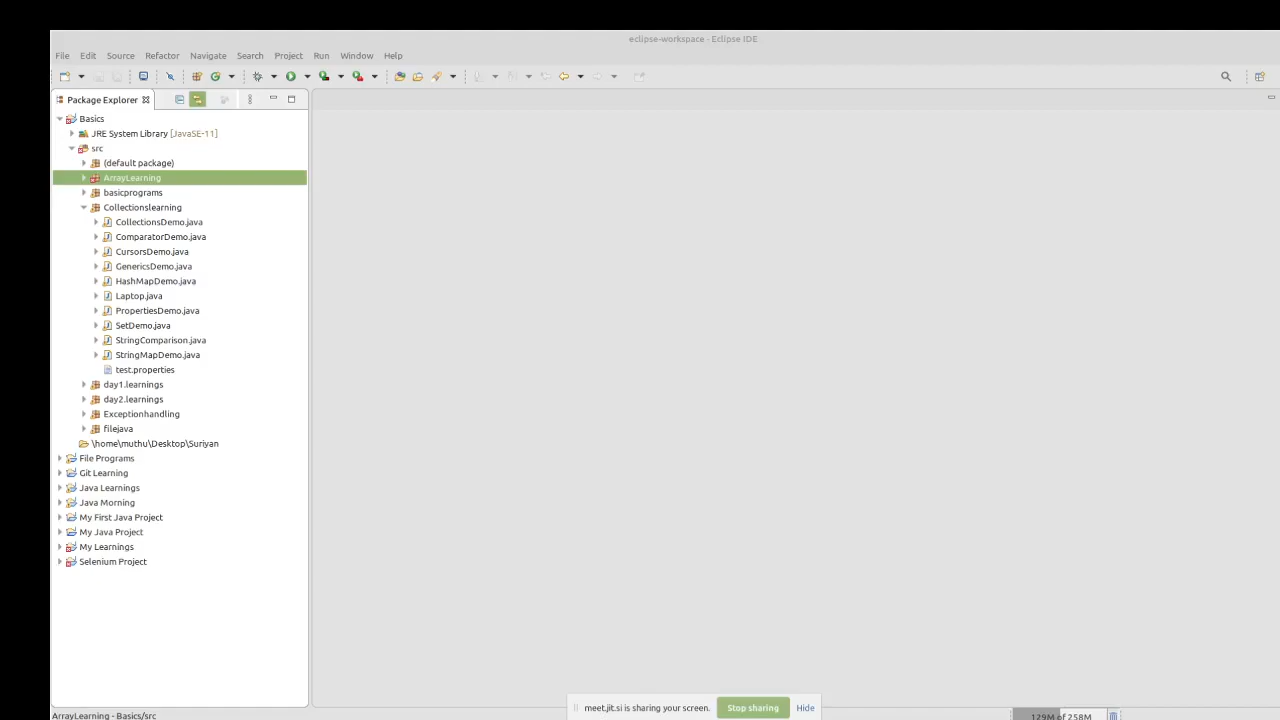 eclipse-workspace - Eclipse IDE
File Edit Source Refactor Navigate Search Project Run Window Help
Package Explorer
Basics
JRE System Library [JavaSE-11]
src
(default package)
ArrayLearning
basicprograms
Collectionslearning
CollectionsDemo.java
ComparatorDemo.java
CursorsDemo.java
GenericsDemo.java
HashMapDemo.java
Laptop.java
PropertiesDemo.java
SetDemo.java
StringComparison.java
StringMapDemo.java
test.properties
day1.learnings
day2.learnings
Exceptionhandling
filejava
\home\muthu\Desktop\Suriyan
File Programs
Git Learning
Java Learnings
Java Morning
My First Java Project
My Java Project
My Learnings
Selenium Project
meet.jit.si is sharing your screen. Stop sharing Hide
ArrayLearning - Basics/src 129M of 258M